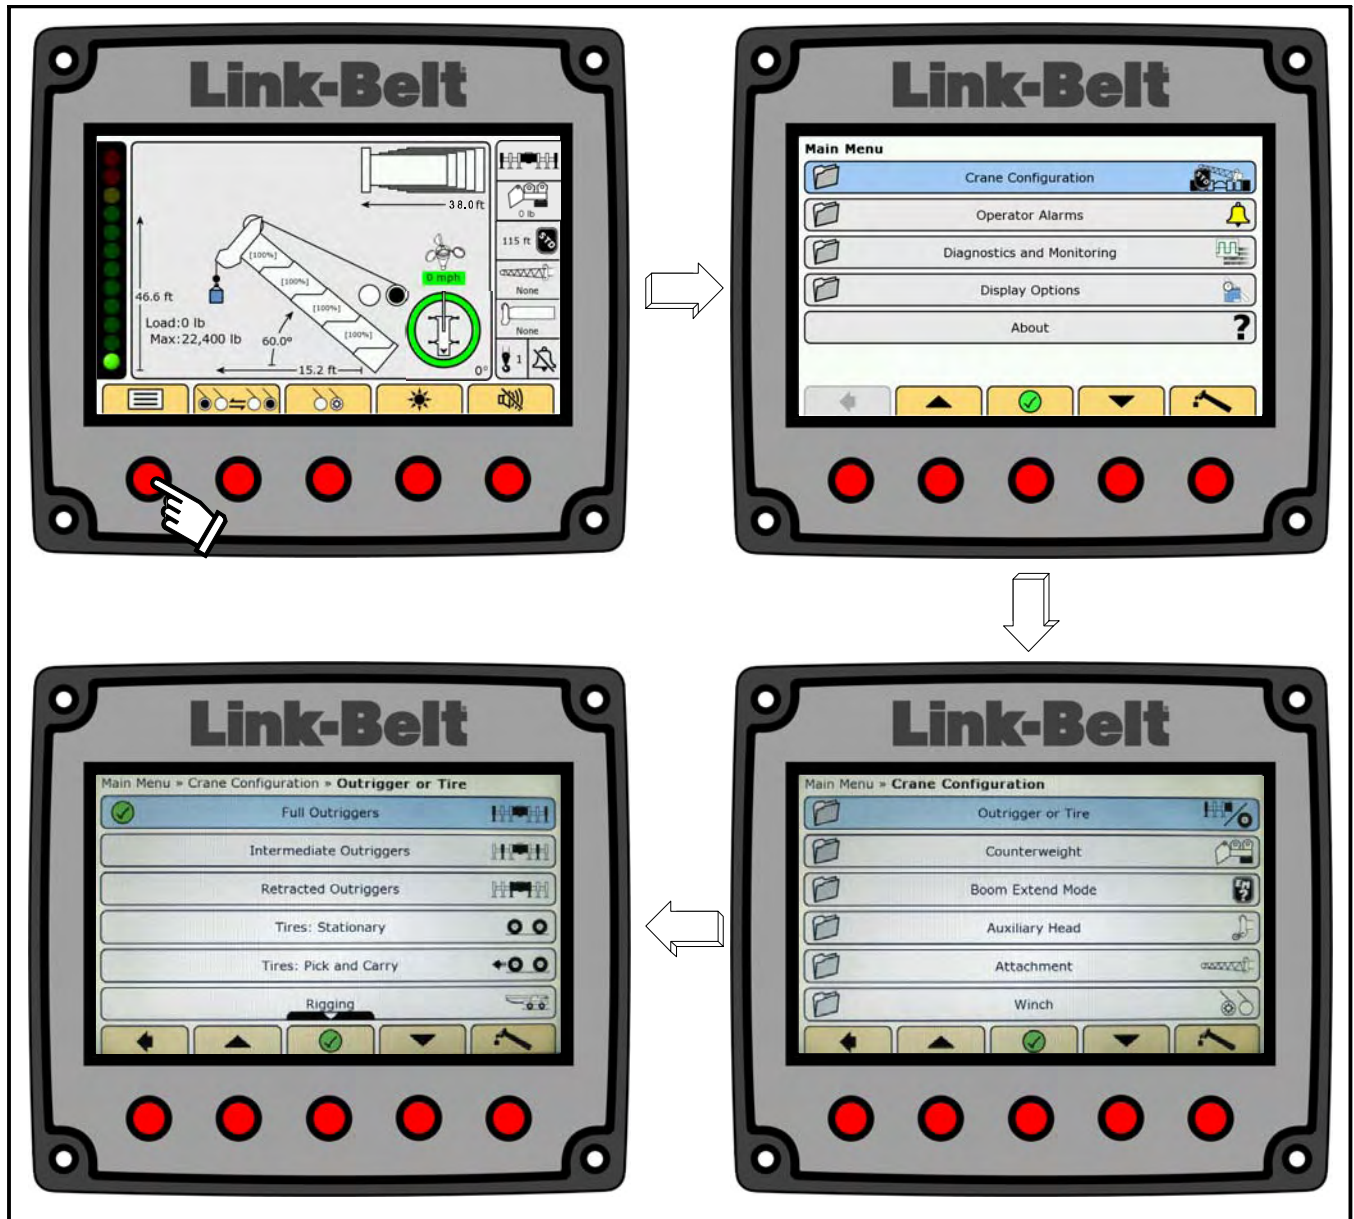 Link-Belt
38.0ft
0 lb
115 ft STO
[100%]
0 mph
[100%]
None
46.6 ft
[100%]
Load:0 lb
None
[100%]
Max:22,400 lb
60.0°
1
15.2 ft
0°
Link-Belt
Main Menu
Crane Configuration
STO
Operator Alarms
Diagnostics and Monitoring
Display Options
About ?
Link-Belt
Main Menu » Crane Configuration » Outrigger or Tire
Full Outriggers
Intermediate Outriggers
Retracted Outriggers
Tires: Stationary
Tires: Pick and Carry
Rigging
Link-Belt
Main Menu » Crane Configuration
Outrigger or Tire
Counterweight
Boom Extend Mode
Auxiliary Head
Attachment
Winch